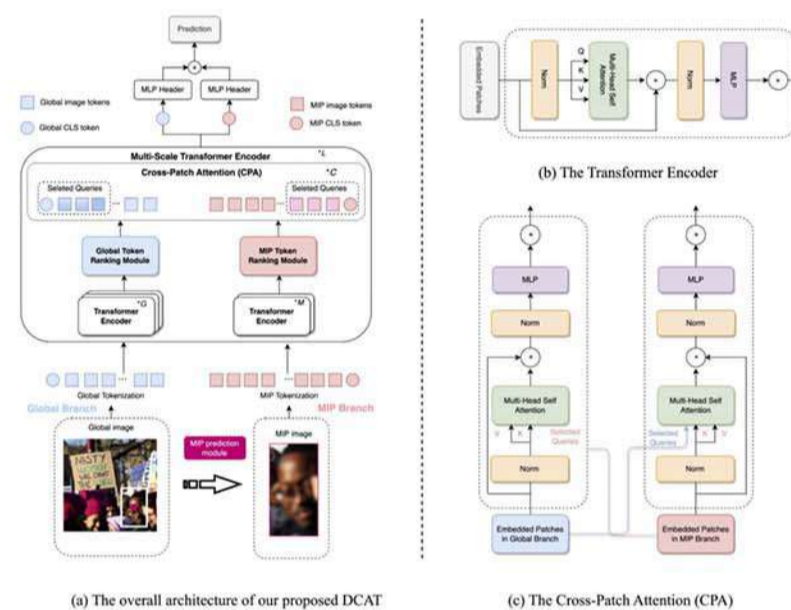 Prediction
MLP Header
MLP Header
Global image tokens
Global CLS token
MIP image tokens
MIP CLS token
Multi-Scale Transformer Encoder
*L
Cross-Patch Attention (CPA)
*C
Seleted Queries
...
...
Seleted Queries
Global Token
Ranking Module
MIP Token
Ranking Module
*G
Transformer
Encoder
*M
Transformer
Encoder
...
...
Global Tokenization
MIP Tokenization
Global Branch
MIP Branch
Global image
MIP image
NASTY
MIP prediction
module
(a) The overall architecture of our proposed DCAT
Embedded Patches
Norm
Q
K
V
Multi-Head Self
Attention
Norm
MLP
(b) The Transformer Encoder
MLP
Norm
Multi-Head Self
Attention
V
K
Selected
Queries
Norm
Embedded Patches
in Global Branch
MLP
Norm
Multi-Head Self
Attention
Selected
Queries
K
V
Norm
Embedded Patches
in MIP Branch
(c) The Cross-Patch Attention (CPA)